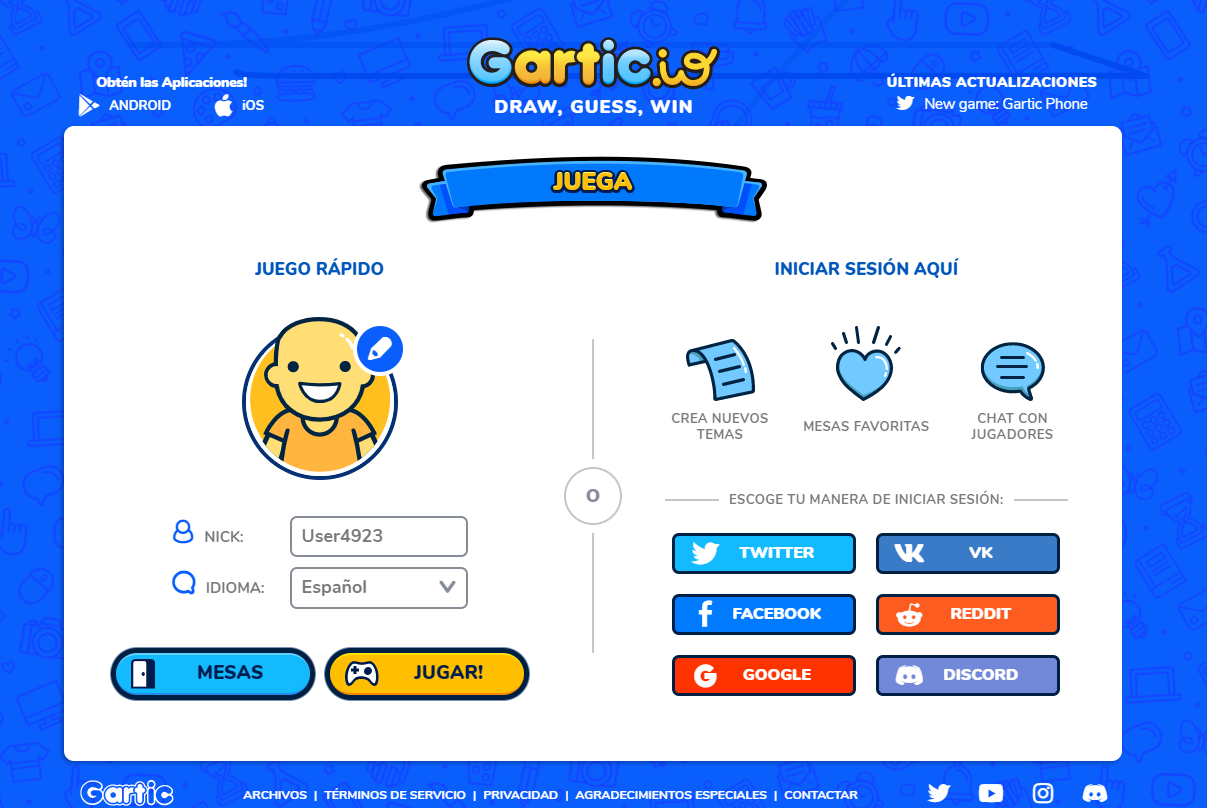 Gartic.io
DRAW, GUESS, WIN
Obtén las Aplicaciones!
ANDROID
iOS
ÚLTIMAS ACTUALIZACIONES
New game: Gartic Phone
JUEGA
JUEGO RÁPIDO
NICK:
User4923
IDIOMA:
Español
MESAS
JUGAR!
O
INICIAR SESIÓN AQUÍ
CREA NUEVOS
TEMAS
MESAS FAVORITAS
CHAT CON
JUGADORES
ESCOGE TU MANERA DE INICIAR SESIÓN:
TWITTER
VK
FACEBOOK
REDDIT
GOOGLE
DISCORD
Gartic
ARCHIVOS | TÉRMINOS DE SERVICIO | PRIVACIDAD | AGRADECIMIENTOS ESPECIALES | CONTACTAR